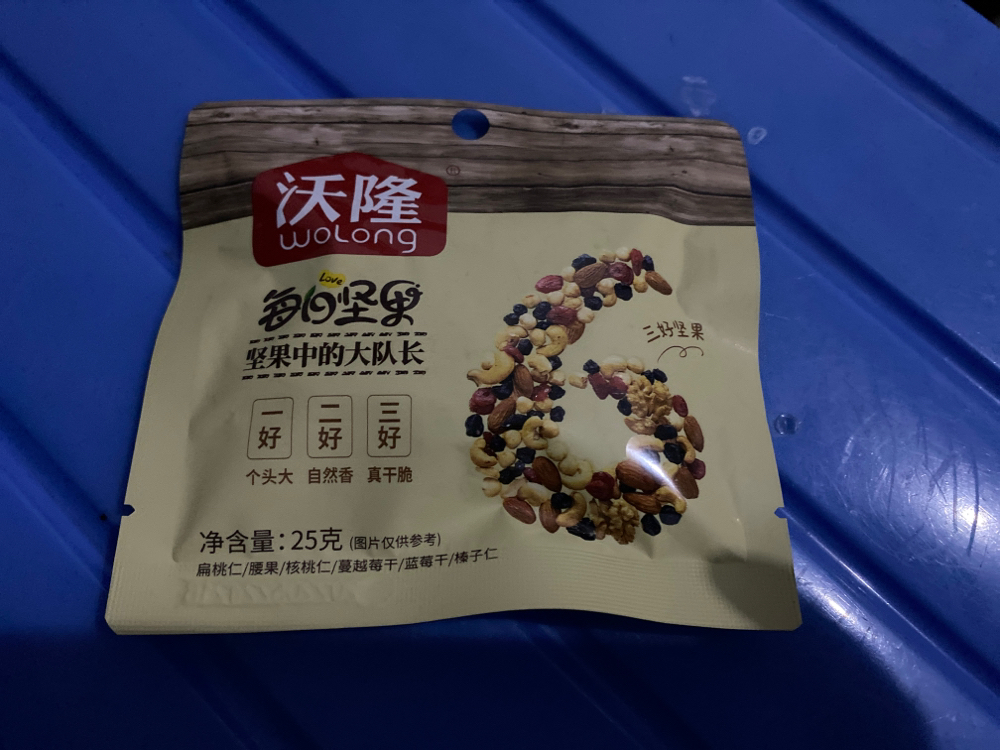 沃隆
WOLONG
®
Love
每日坚果
坚果中的大队长
一好 二好 三好
个头大 自然香 真干脆
三好坚果
净含量：25克 (图片仅供参考)
扁桃仁/腰果/核桃仁/蔓越莓干/蓝莓干/榛子仁